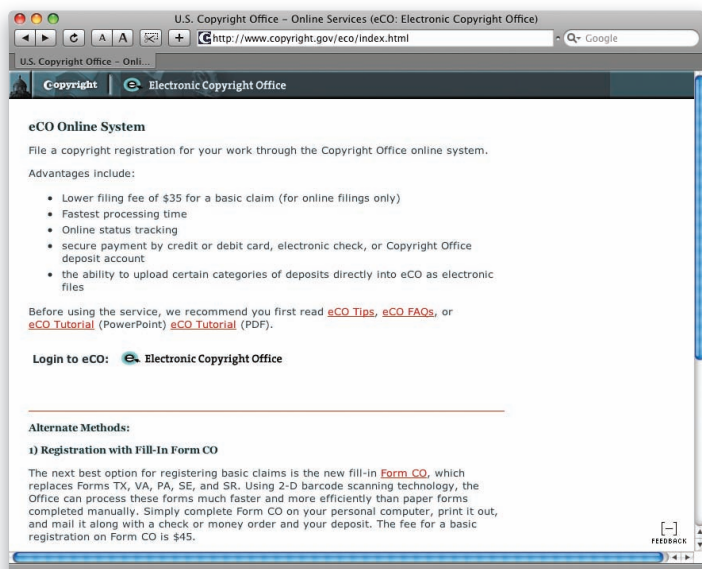 U.S. Copyright Office – Online Services (eCO: Electronic Copyright Office)
A A + C http://www.copyright.gov/eco/index.html Q Google
U.S. Copyright Office – Onli...
Copyright e Electronic Copyright Office
eCO Online System
File a copyright registration for your work through the Copyright Office online system.
Advantages include:
• Lower filing fee of $35 for a basic claim (for online filings only)
• Fastest processing time
• Online status tracking
• secure payment by credit or debit card, electronic check, or Copyright Office
deposit account
• the ability to upload certain categories of deposits directly into eCO as electronic
files
Before using the service, we recommend you first read eCO Tips, eCO FAQs, or
eCO Tutorial (PowerPoint) eCO Tutorial (PDF).
Login to eCO: e Electronic Copyright Office
Alternate Methods:
1) Registration with Fill-In Form CO
The next best option for registering basic claims is the new fill-in Form CO, which
replaces Forms TX, VA, PA, SE, and SR. Using 2-D barcode scanning technology, the
Office can process these forms much faster and more efficiently than paper forms
completed manually. Simply complete Form CO on your personal computer, print it out,
and mail it along with a check or money order and your deposit. The fee for a basic
registration on Form CO is $45.
[-]
FEEDBACK